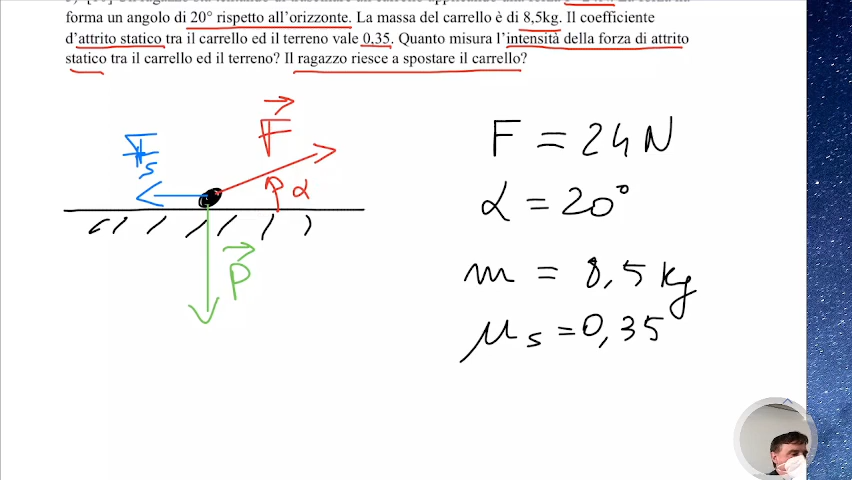 forma un angolo di 20° rispetto all'orizzonte. La massa del carrello è di 8,5kg. Il coefficiente
d'attrito statico tra il carrello ed il terreno vale 0,35. Quanto misura l'intensità della forza di attrito
statico tra il carrello ed il terreno? Il ragazzo riesce a spostare il carrello?
F
F = 24N
S
α
α = 20°
P
m = 8,5 kg
μs = 0,35